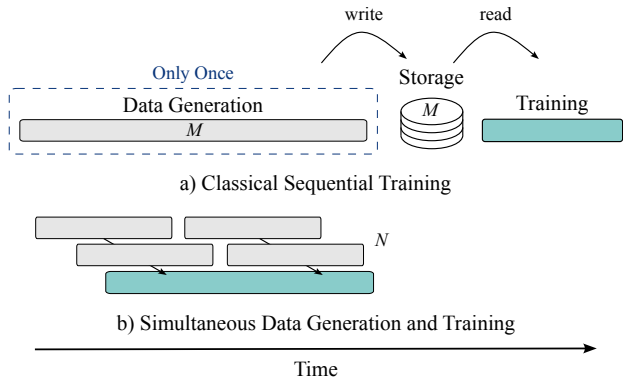 write
read
Only Once
Storage
Data Generation
Training
M
M
a) Classical Sequential Training
N
b) Simultaneous Data Generation and Training
Time